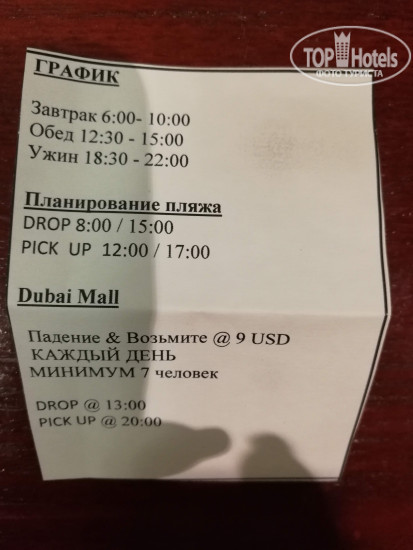 TOP Hotels
ФОТО ТУРИСТА
ГРАФИК
Завтрак 6:00- 10:00
Обед 12:30 - 15:00
Ужин 18:30 - 22:00
Планирование пляжа
DROP 8:00 / 15:00
PICK UP 12:00 / 17:00
Dubai Mall
Падение & Возьмите @ 9 USD
КАЖДЫЙ ДЕНЬ
МИНИМУМ 7 человек
DROP @ 13:00
PICK UP @ 20:00